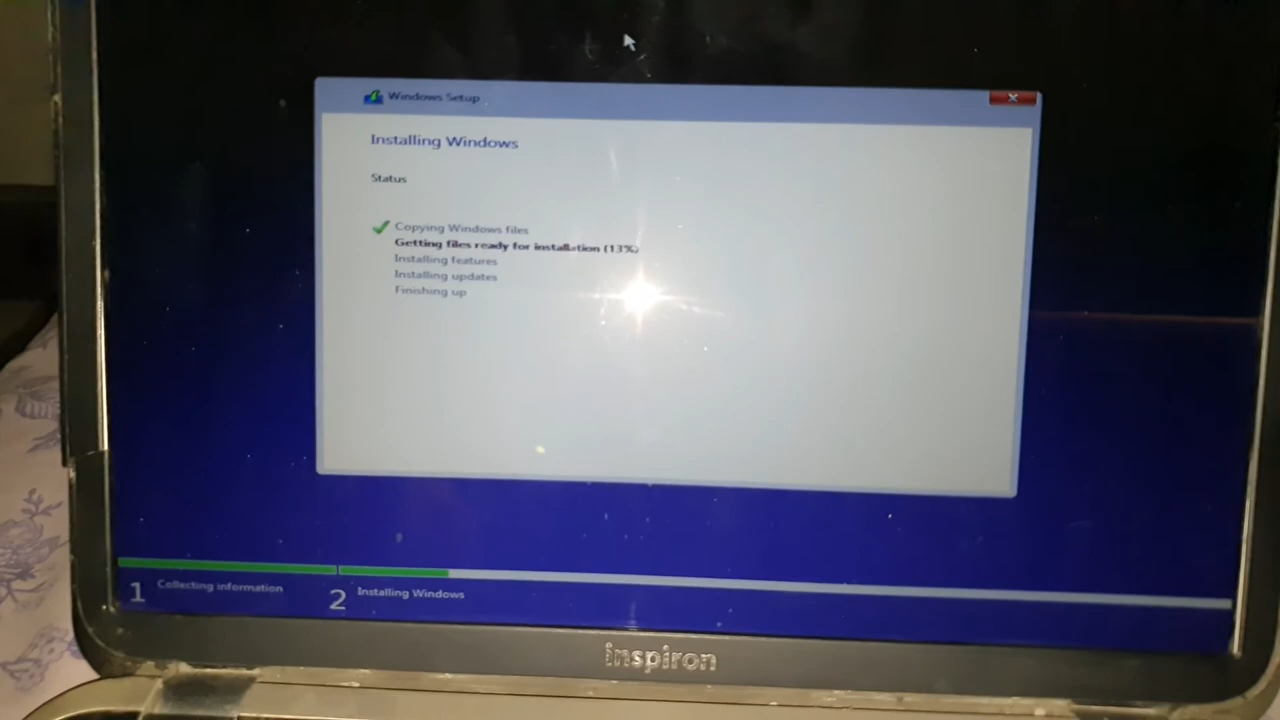 Windows Setup
Installing Windows
Status
Copying Windows files
Getting files ready for installation (13%)
Installing features
Installing updates
Finishing up
1 Collecting information
2 Installing Windows
inspiron